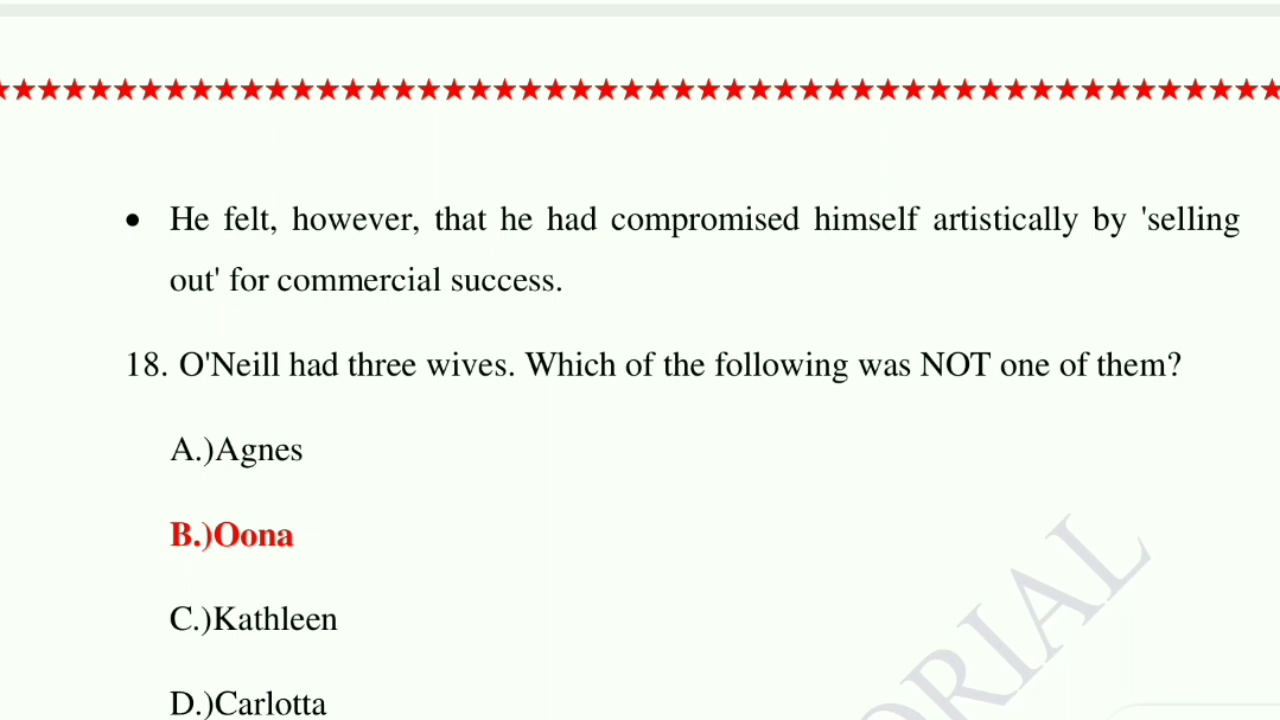 • He felt, however, that he had compromised himself artistically by 'selling
out' for commercial success.
18. O'Neill had three wives. Which of the following was NOT one of them?
A.)Agnes
B.)Oona
C.)Kathleen
D.)Carlotta